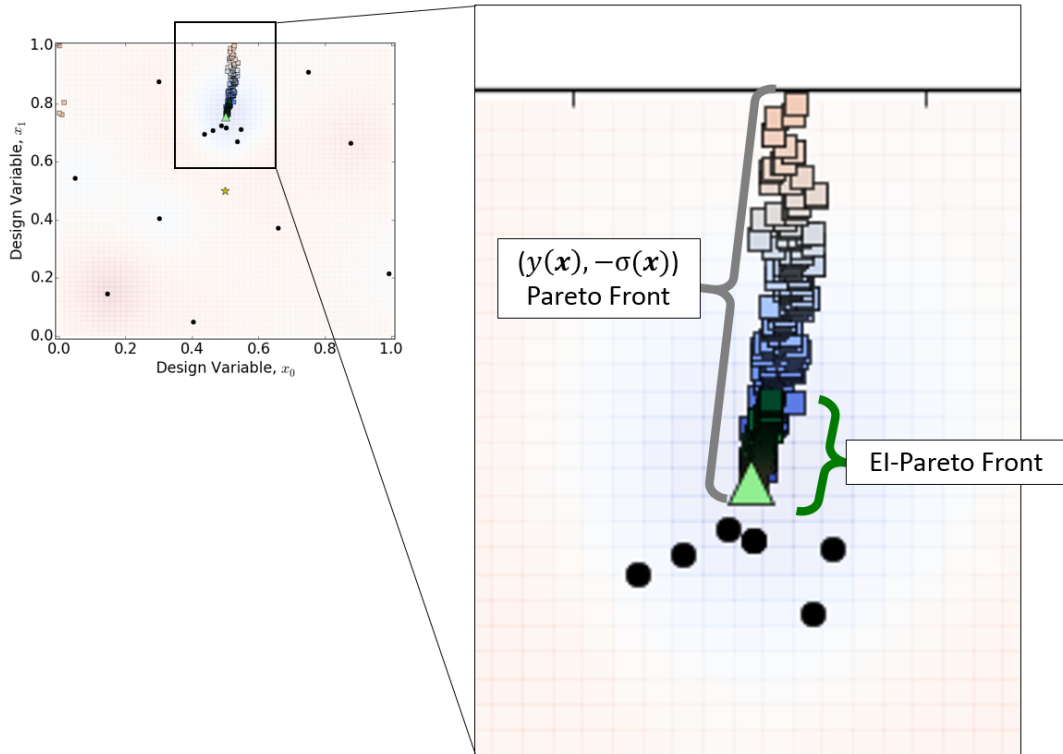 1.0
0.8
0.6
0.4
0.2
0.0
Design Variable, x₁
0.0 0.2 0.4 0.6 0.8 1.0
Design Variable, x₀
(y(x), −σ(x))
Pareto Front
EI-Pareto Front